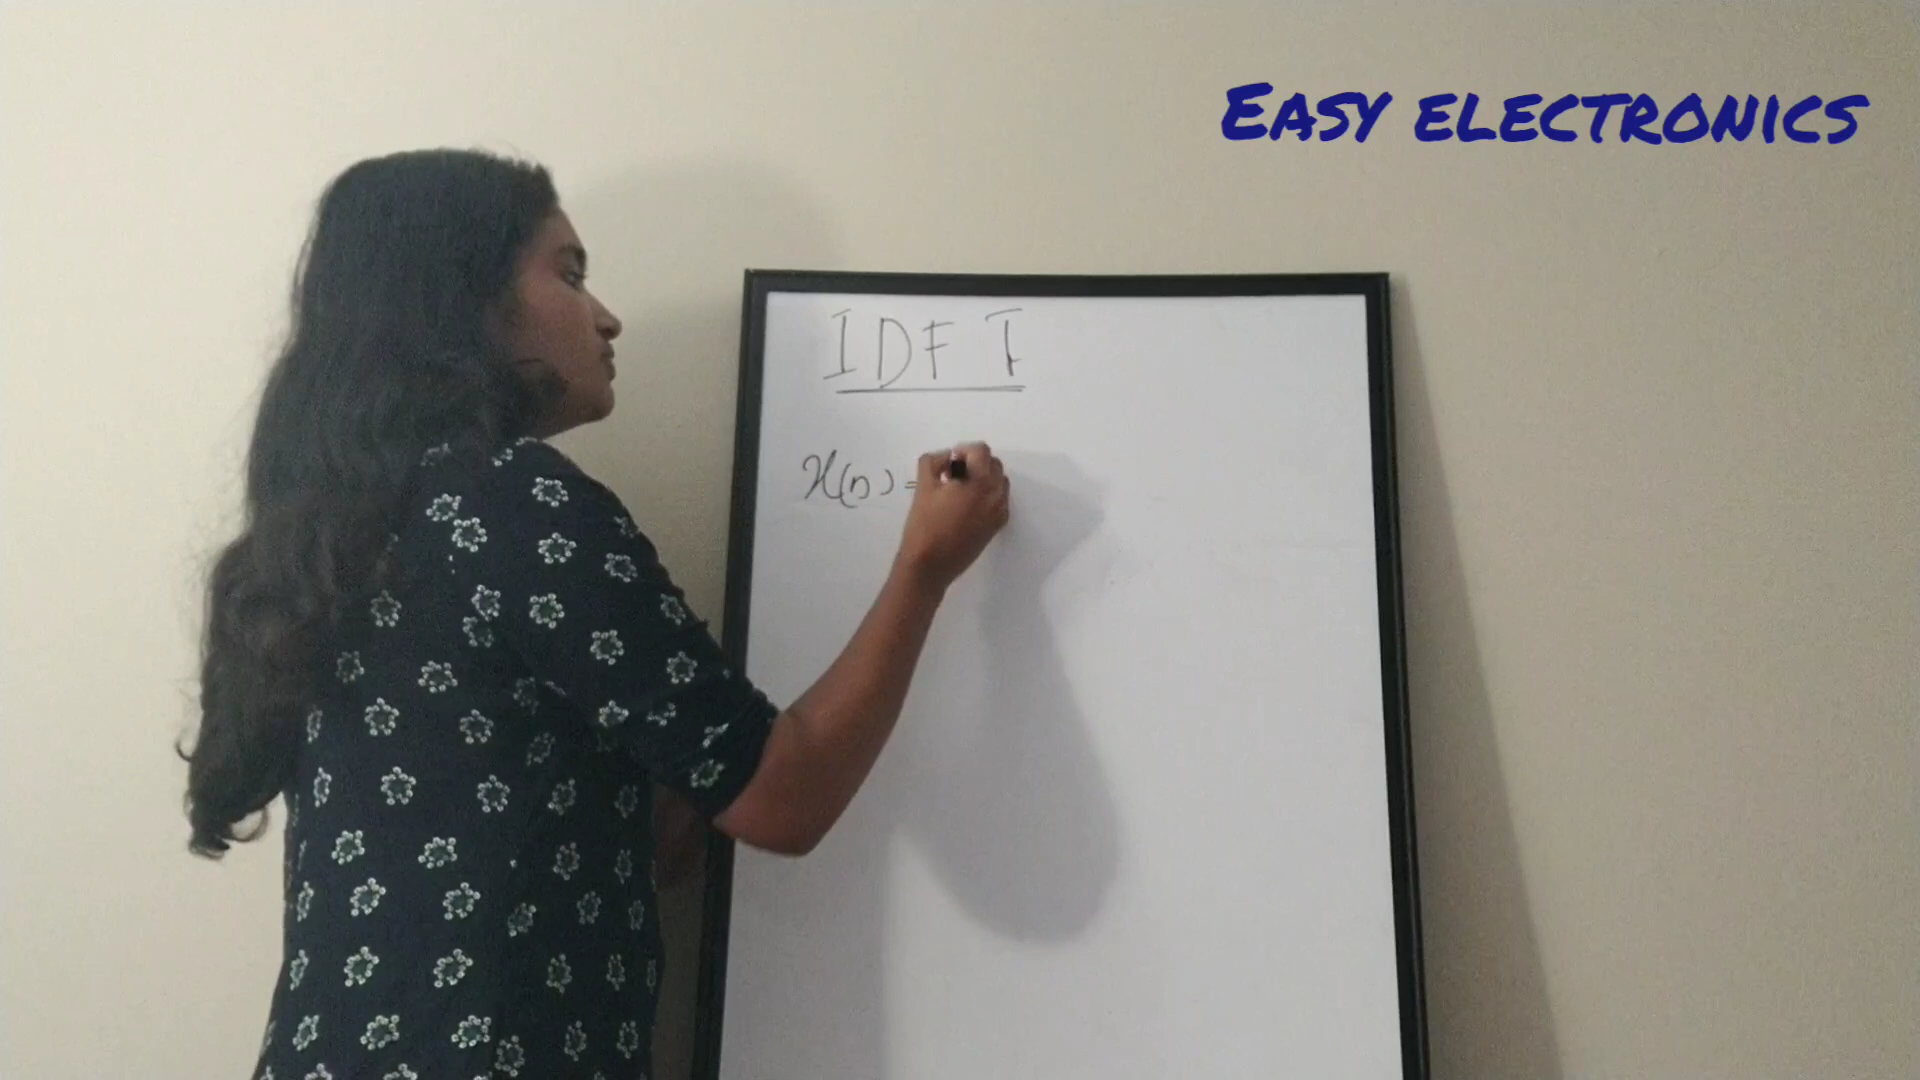 EASY ELECTRONICS
IDFT
x(n) =